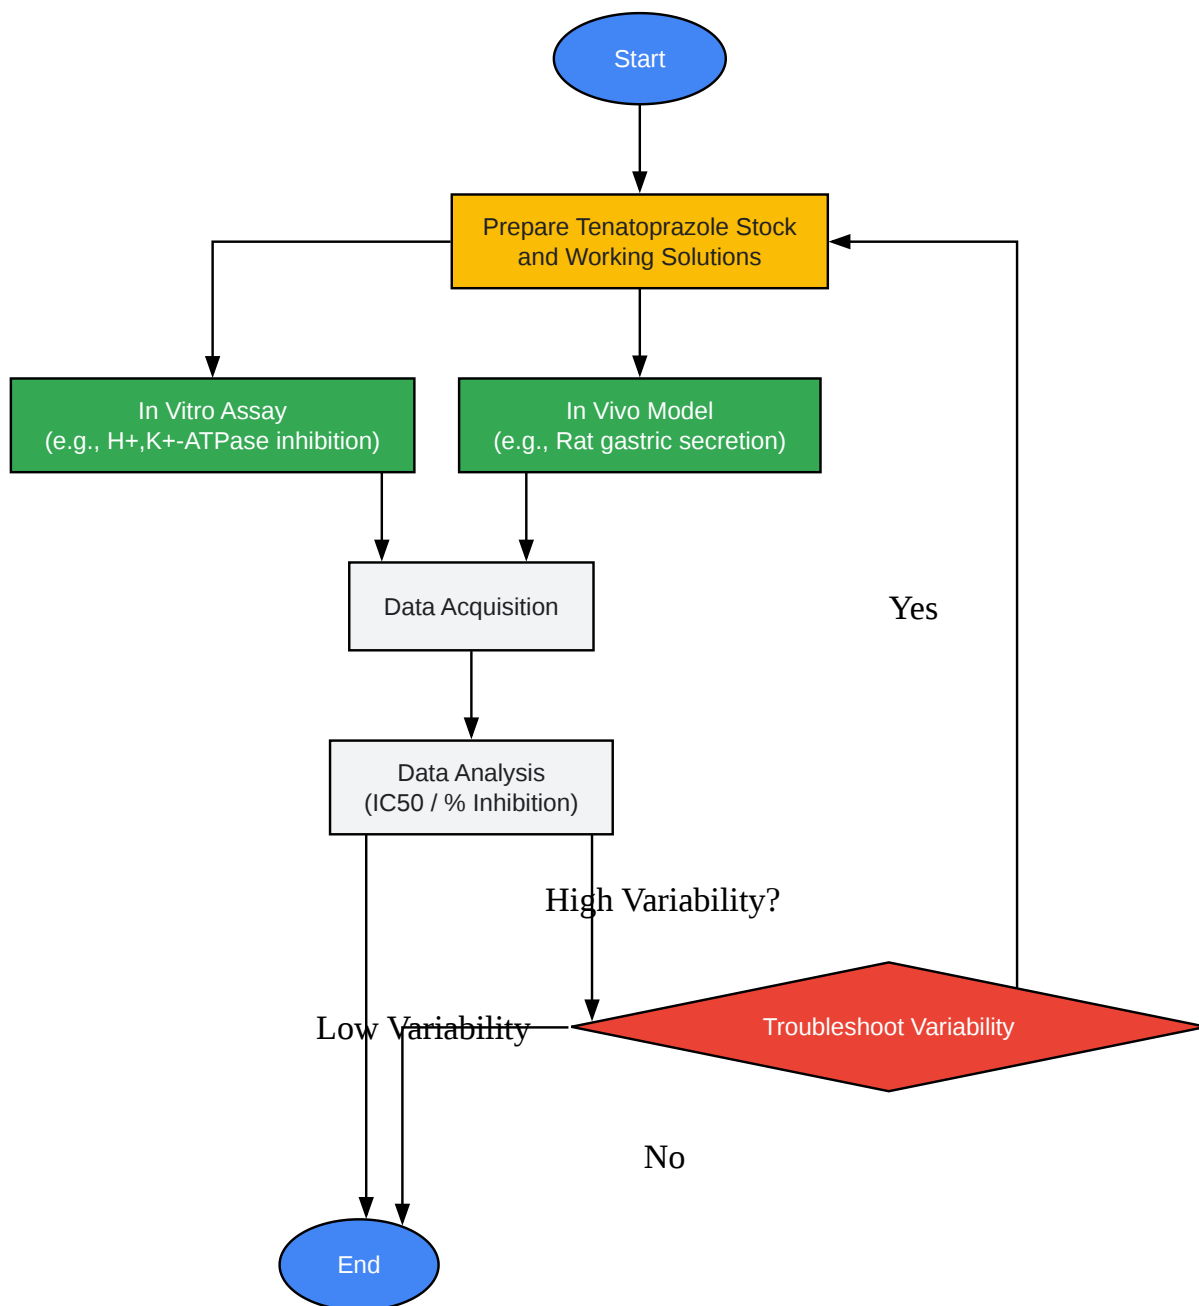 Start
Prepare Tenatoprazole Stock
and Working Solutions
In Vitro Assay
(e.g., H+,K+-ATPase inhibition)
In Vivo Model
(e.g., Rat gastric secretion)
Data Acquisition
Yes
Data Analysis
(IC50 / % Inhibition)
High Variability?
Low Variability
Troubleshoot Variability
No
End